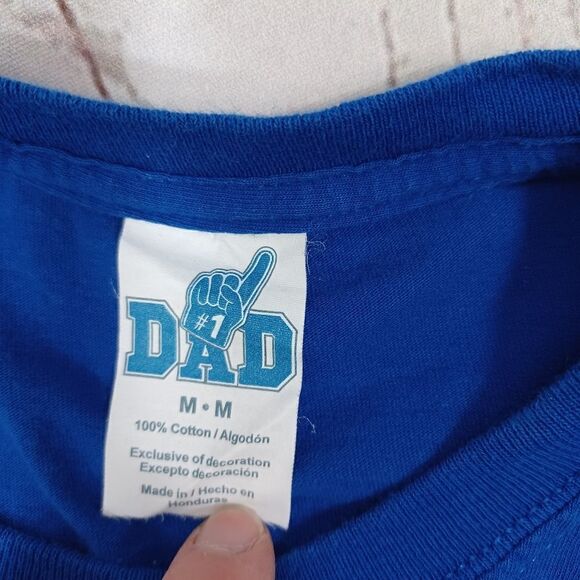 #1
DAD
M • M
100% Cotton / Algodón
Exclusive of decoration
Excepto decoración
Made in / Hecho en
Honduras